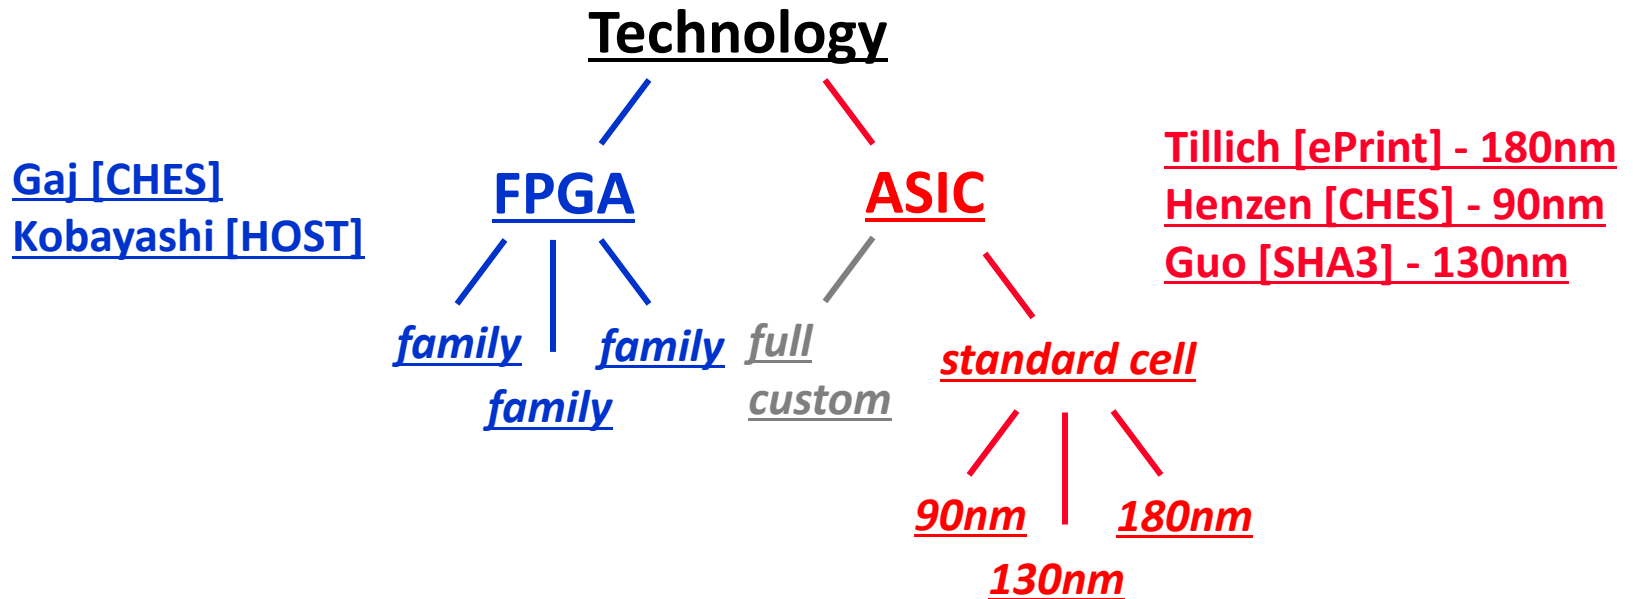 Technology
Gaj [CHES]
Kobayashi [HOST]
FPGA
ASIC
Tillich [ePrint] - 180nm
Henzen [CHES] - 90nm
Guo [SHA3] - 130nm
family
family
family
full
custom
standard cell
90nm
130nm
180nm